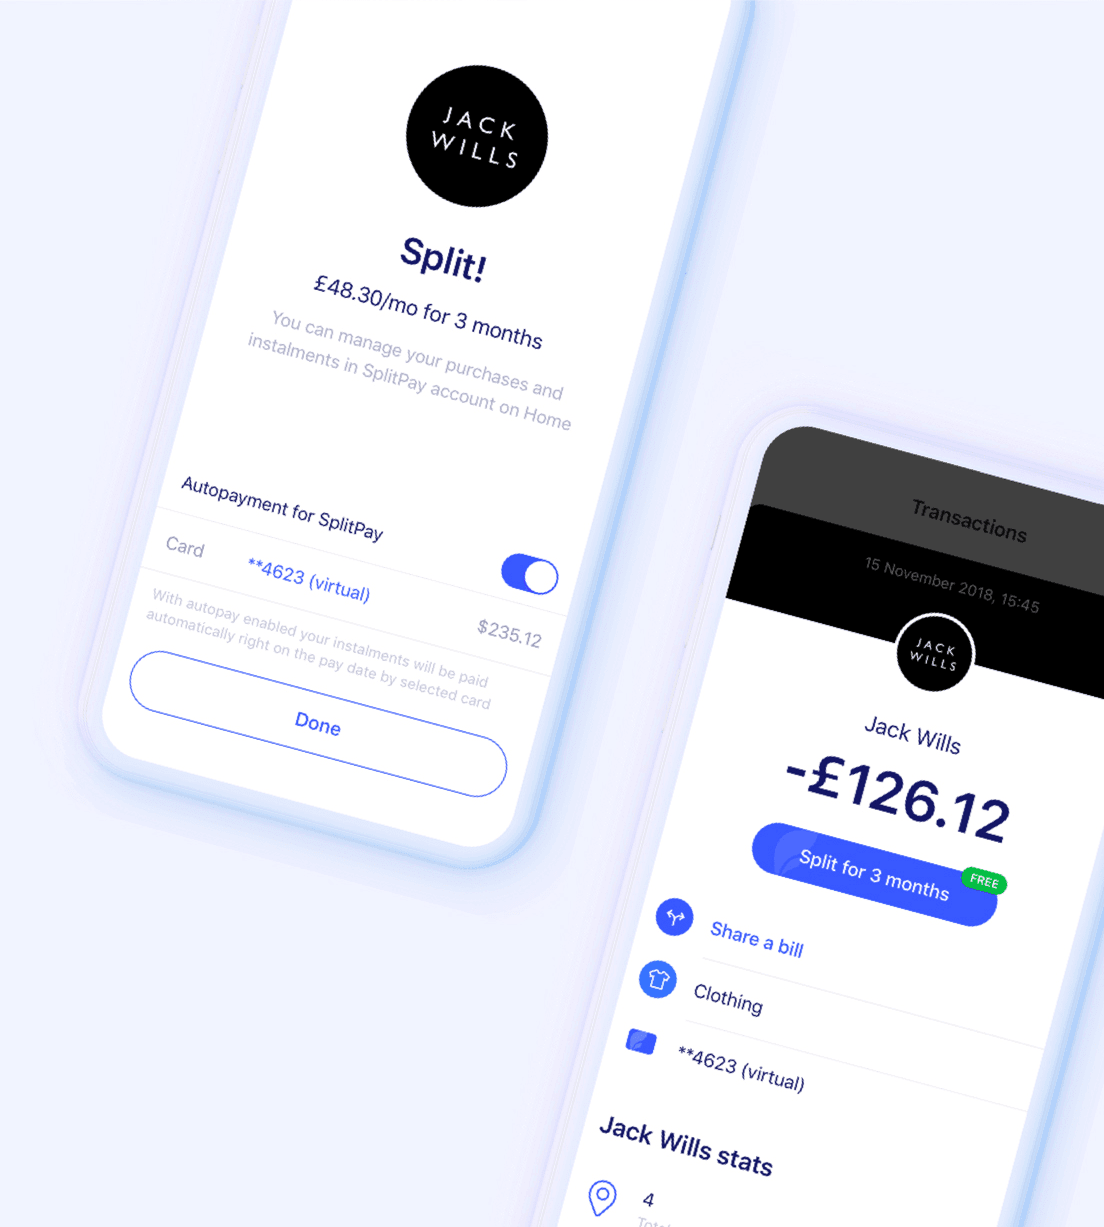 JACK
WILLS
Split!
£48.30/mo for 3 months
You can manage your purchases and
instalments in SplitPay account on Home
Autopayment for SplitPay
Card **4623 (virtual)
$235.12
With autopay enabled your instalments will be paid
automatically right on the pay date by selected card
Done
Transactions
15 November 2018, 15:45
JACK
WILLS
Jack Wills
-£126.12
Split for 3 months
FREE
Share a bill
Clothing
**4623 (virtual)
Jack Wills stats
4